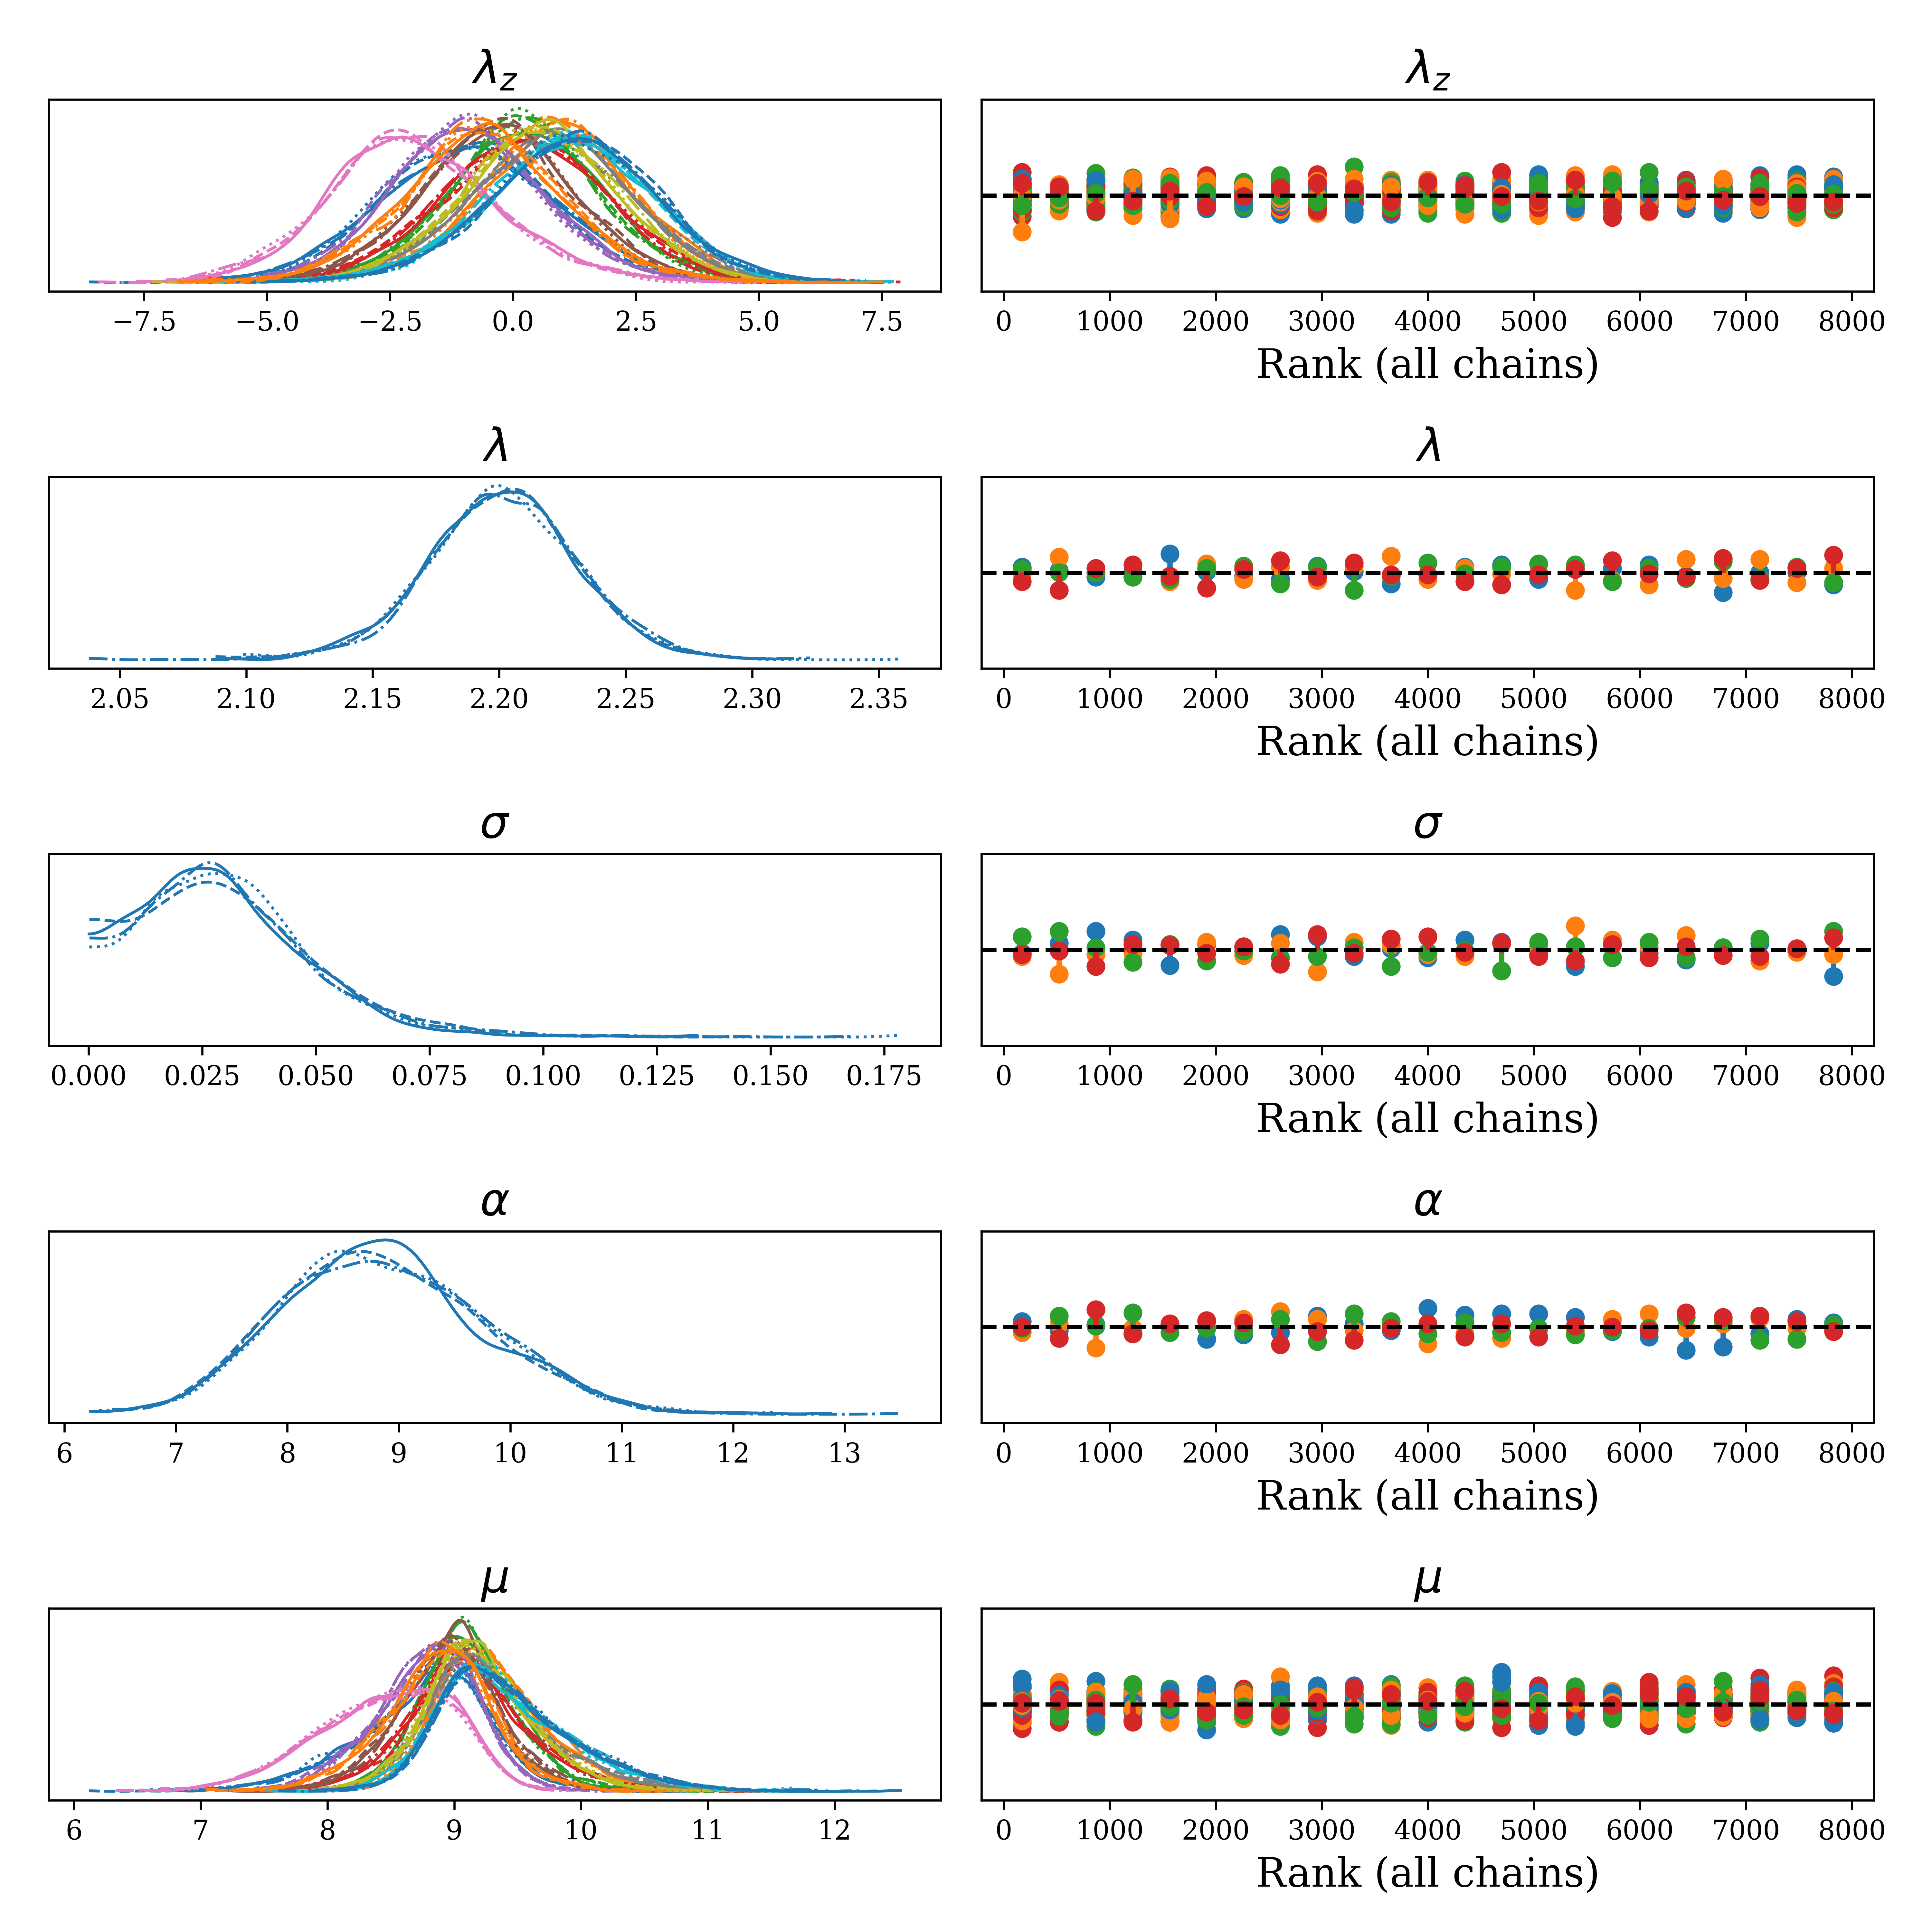 λz λz
−7.5 −5.0 −2.5 0.0 2.5 5.0 7.5 0 1000 2000 3000 4000 5000 6000 7000 8000
Rank (all chains)
λ λ
2.05 2.10 2.15 2.20 2.25 2.30 2.35 0 1000 2000 3000 4000 5000 6000 7000 8000
Rank (all chains)
σ σ
0.000 0.025 0.050 0.075 0.100 0.125 0.150 0.175 0 1000 2000 3000 4000 5000 6000 7000 8000
Rank (all chains)
α α
6 7 8 9 10 11 12 13 0 1000 2000 3000 4000 5000 6000 7000 8000
Rank (all chains)
μ μ
6 7 8 9 10 11 12 0 1000 2000 3000 4000 5000 6000 7000 8000
Rank (all chains)